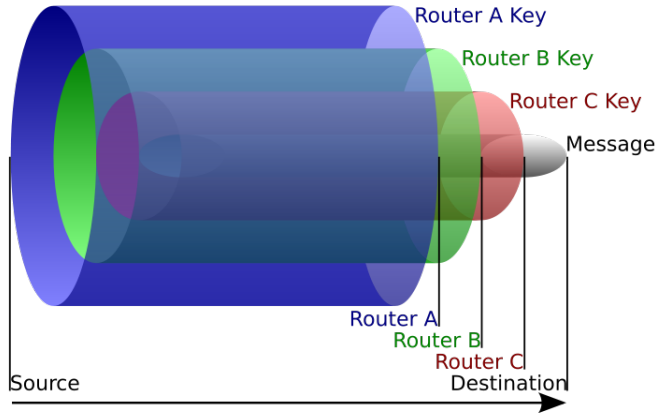 Router A Key
Router B Key
Router C Key
Message
Router A
Router B
Router C
Source
Destination